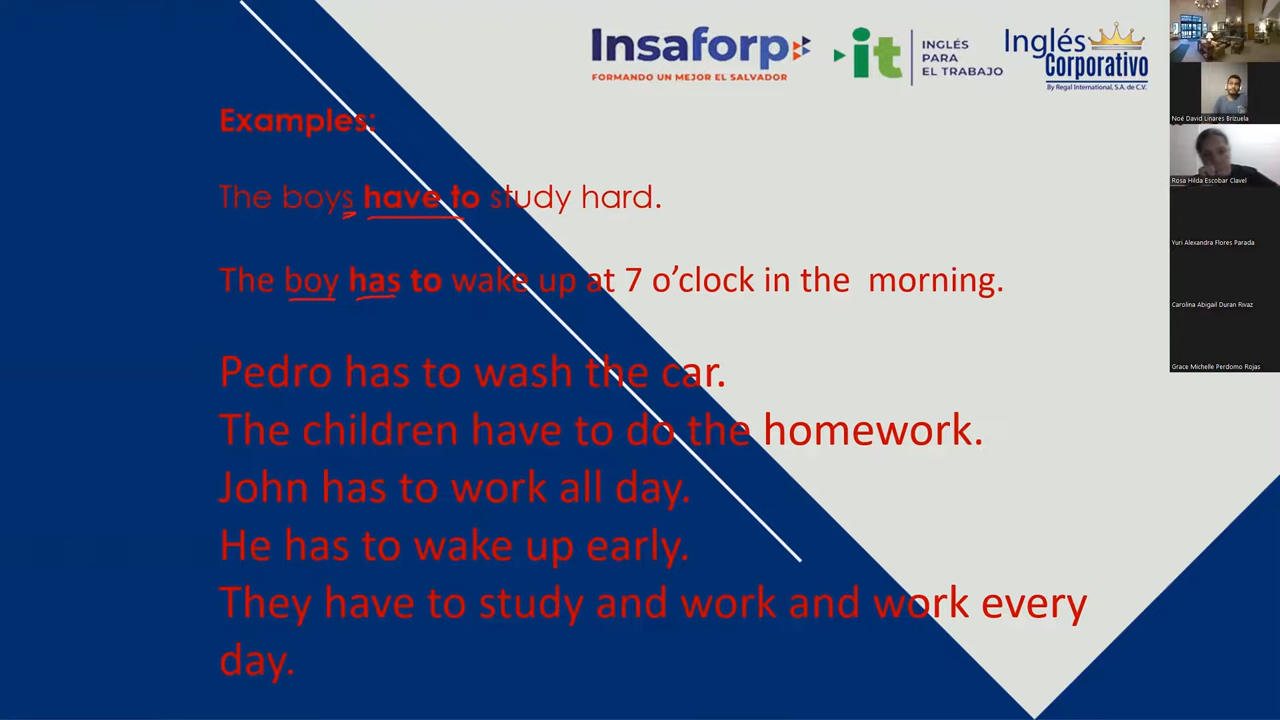 Insaforp
FORMANDO UN MEJOR EL SALVADOR
it
INGLÉS
PARA
EL TRABAJO
Inglés
Corporativo
By Regal International, S.A. de C.V.
Examples:
The boys have to study hard.
The boy has to wake up at 7 o’clock in the morning.
Pedro has to wash the car.
The children have to do the homework.
John has to work all day.
He has to wake up early.
They have to study and work and work every
day.
Noé David Linares Brizuela
Rosa Hilda Escobar Clavel
Yuri Alexandra Flores Parada
Carolina Abigail Duran Rivaz
Grace Michelle Perdomo Rojas